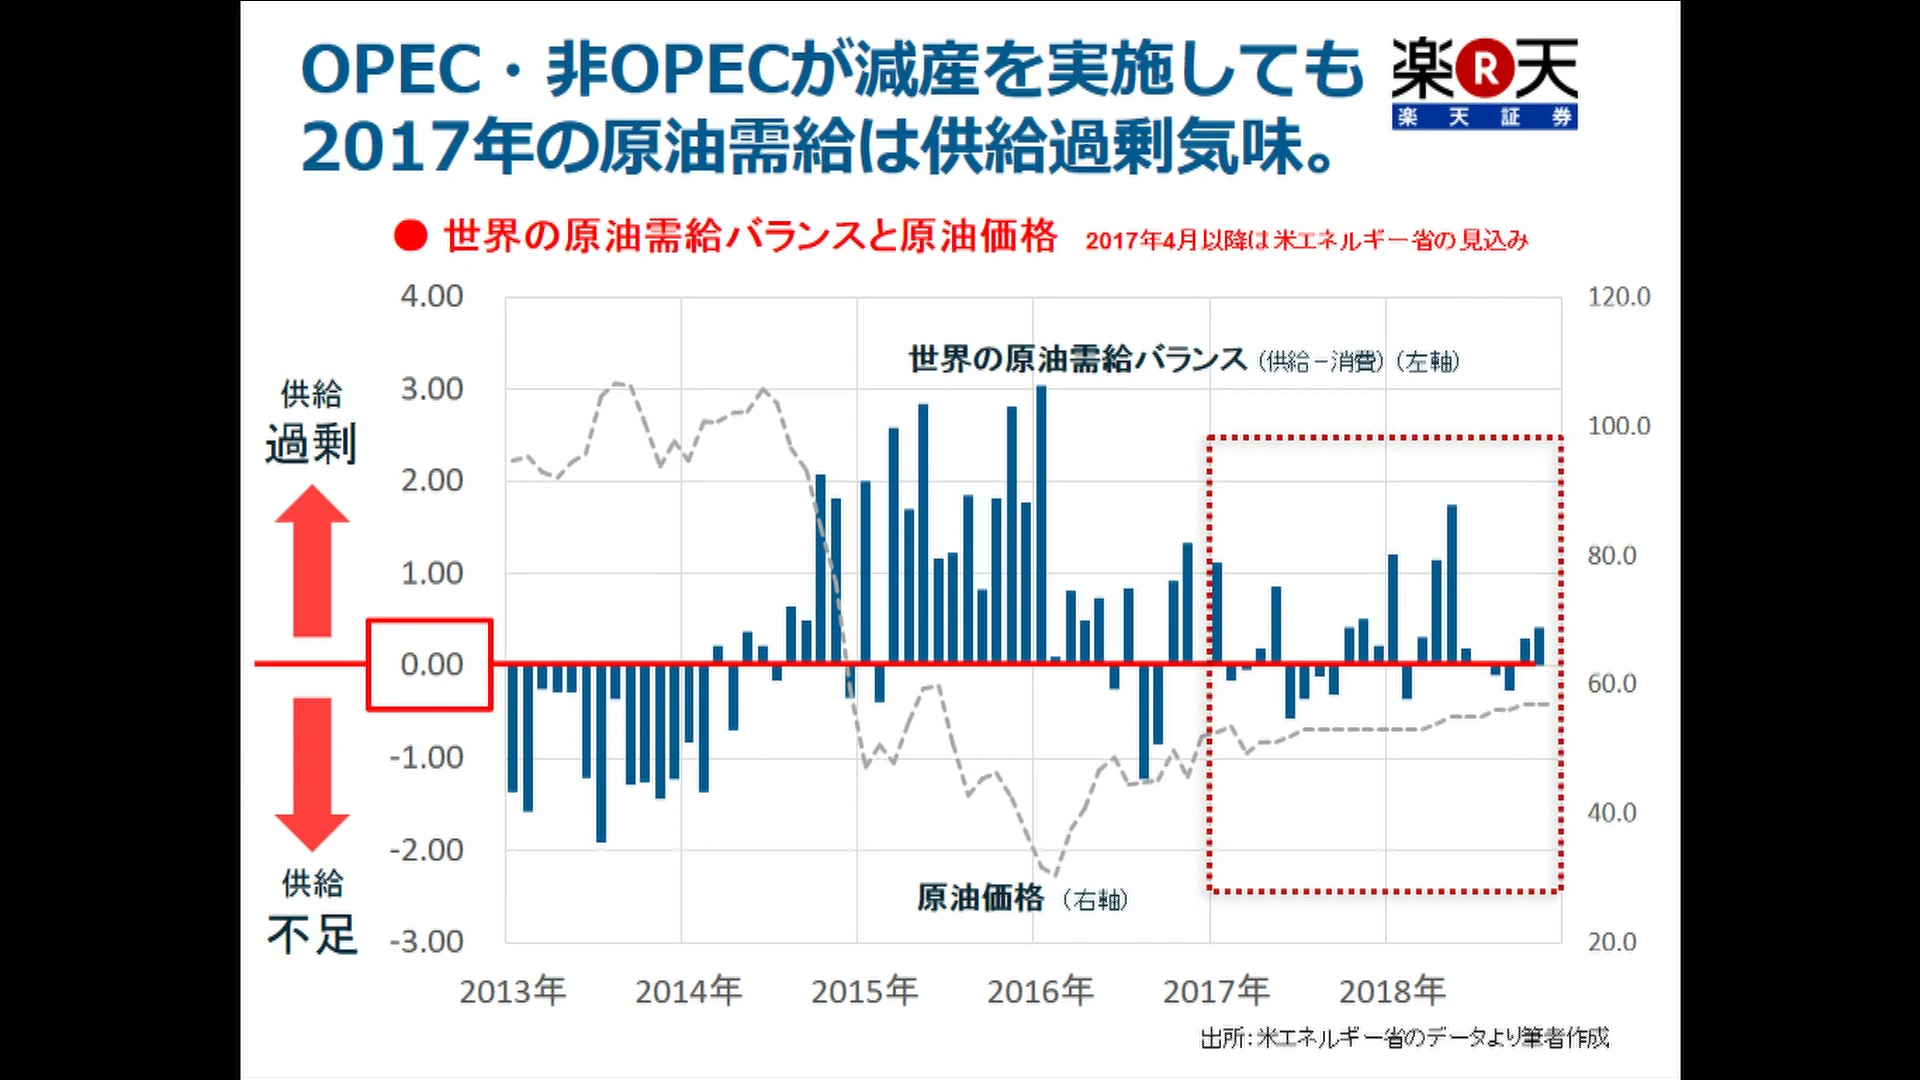 OPEC・非OPECが減産を実施しても
2017年の原油需給は供給過剰気味。
楽R天
楽天証券
● 世界の原油需給バランスと原油価格 2017年4月以降は米エネルギー省の見込み
世界の原油需給バランス（供給－消費）（左軸）
供給
過剰
供給
不足
4.00
3.00
2.00
1.00
0.00
-1.00
-2.00
-3.00
120.0
100.0
80.0
60.0
40.0
20.0
原油価格（右軸）
2013年 2014年 2015年 2016年 2017年 2018年
出所：米エネルギー省のデータより筆者作成